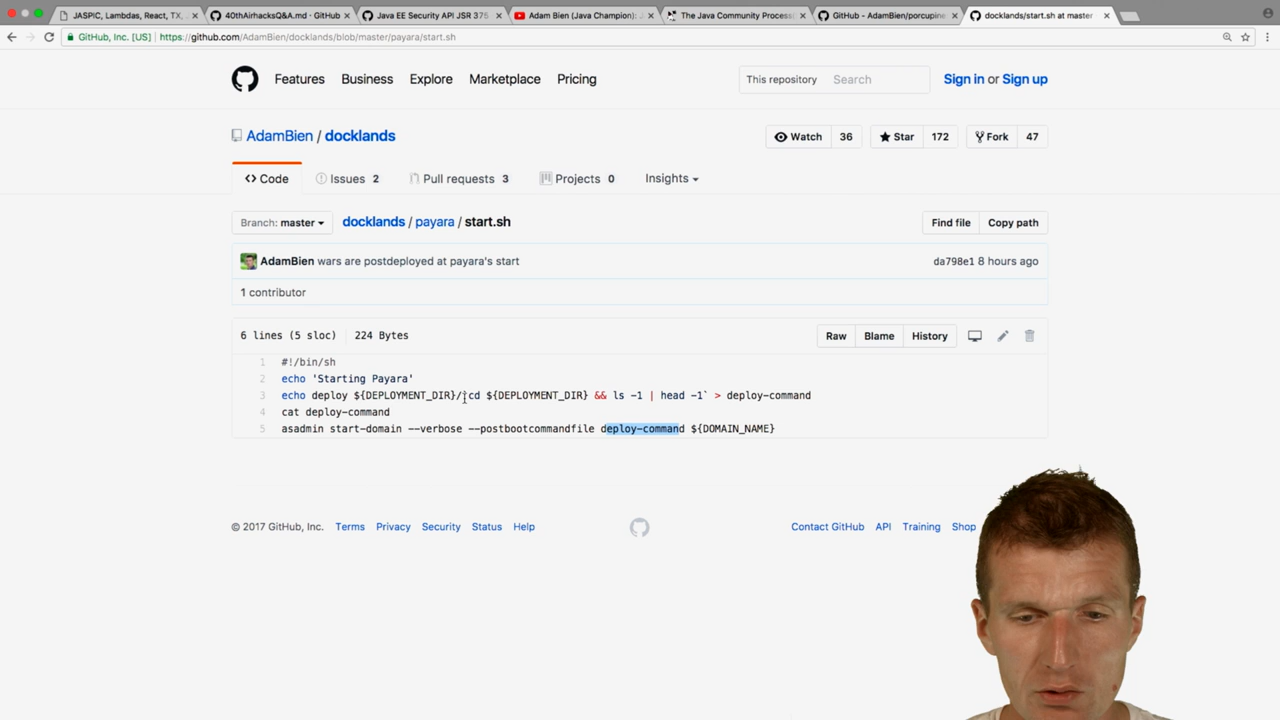 JASPIC, Lambdas, React, TX,
40thAirhacksQ&A.md · GitHub
Java EE Security API JSR 375
Adam Bien (Java Champion):
The Java Community Process
GitHub - AdamBien/porcupine
docklands/start.sh at master
GitHub, Inc. [US] https://github.com/AdamBien/docklands/blob/master/payara/start.sh
Features Business Explore Marketplace Pricing This repository Search Sign in or Sign up
AdamBien / docklands Watch 36 Star 172 Fork 47
Code Issues 2 Pull requests 3 Projects 0 Insights
Branch: master docklands / payara / start.sh Find file Copy path
AdamBien wars are postdeployed at payara's start da798e1 8 hours ago
1 contributor
6 lines (5 sloc) 224 Bytes Raw Blame History
1 #!/bin/sh
2 echo 'Starting Payara'
3 echo deploy ${DEPLOYMENT_DIR}/`cd ${DEPLOYMENT_DIR} && ls -1 | head -1` > deploy-command
4 cat deploy-command
5 asadmin start-domain --verbose --postbootcommandfile deploy-command ${DOMAIN_NAME}
© 2017 GitHub, Inc. Terms Privacy Security Status Help Contact GitHub API Training Shop